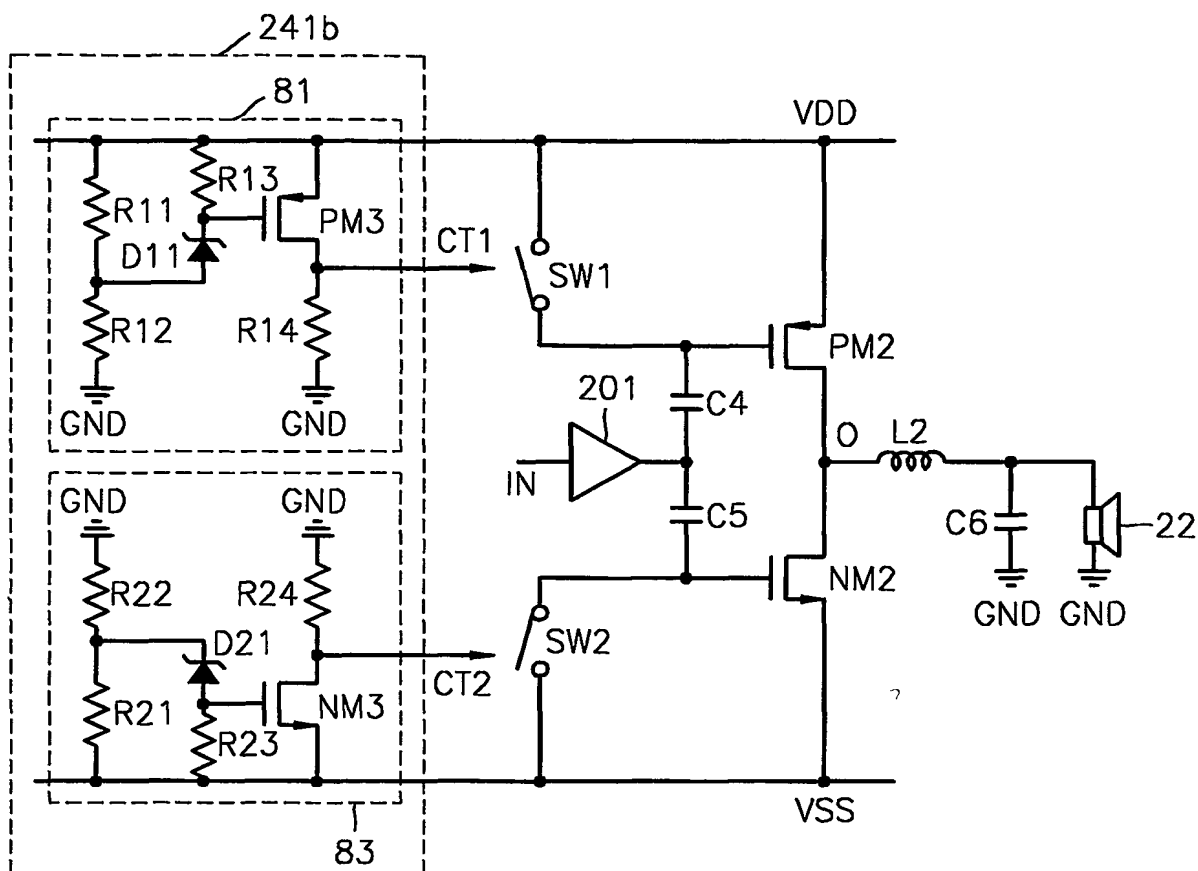 241b
81
VDD
R11
R13
PM3
D11
CT1
SW1
R12
R14
PM2
GND
GND
201
C4
O
L2
IN
GND
GND
C5
C6
22
R22
R24
NM2
GND
GND
D21
SW2
CT2
R21
NM3
R23
VSS
83